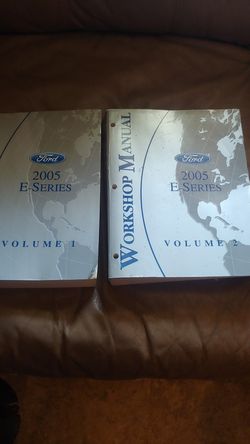 Ford
2005
E-SERIES
VOLUME 1
WORKSHOP MANUAL
Ford
2005
E-SERIES
VOLUME 2